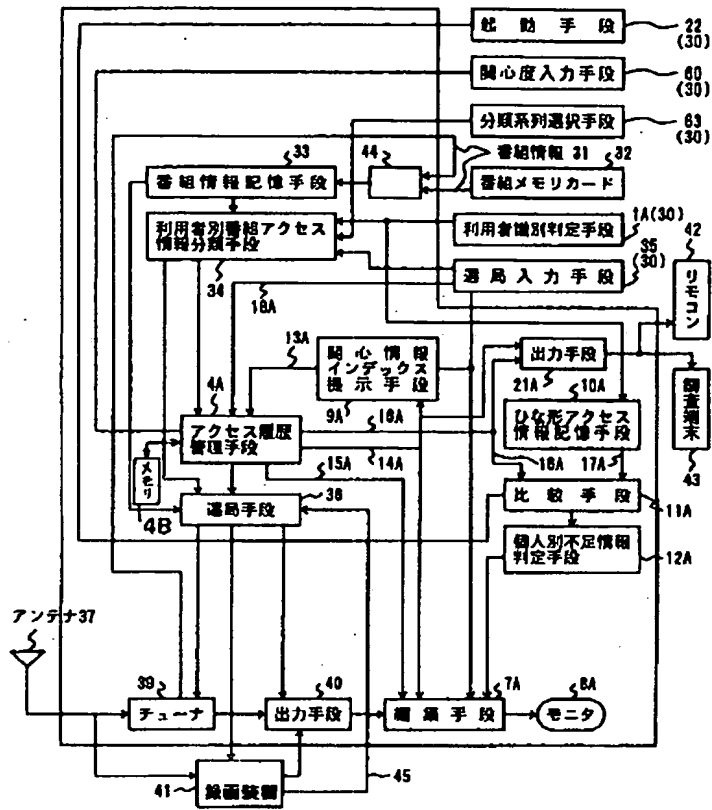 起動手段
22
(30)
関心度入力手段
60
(30)
分類系列選択手段
63
(30)
33
44
番組情報 31
32
番組情報記憶手段
番組メモリカード
利用者別番組アクセス
情報分類手段
34
利用者識別判定手段
1A(30)
35
(30)
42
選局入力手段
18A
リモコン
13A
関心情報
インデックス
提示手段
9A
出力手段
21A
4A
10A
アクセス履歴
管理手段
16A
14A
15A
ひな形アクセス
情報記憶手段
調査端末
43
メモリ
4B
16A
17A
選局手段
36
比較手段
11A
個人別不足情報
判定手段
12A
アンテナ37
39
40
7A
8A
チューナ
出力手段
編集手段
モニタ
41
録画装置
45